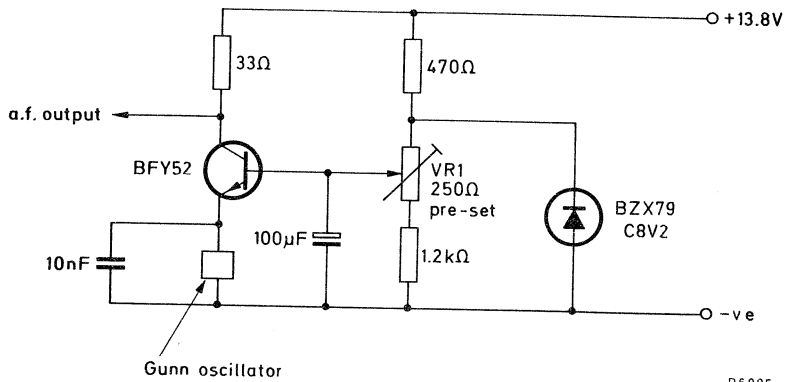 +13.8V
33Ω
470Ω
a.f. output
BFY52
VR1
250Ω
pre-set
BZX79
C8V2
100µF
10nF
1.2kΩ
-ve
Gunn oscillator